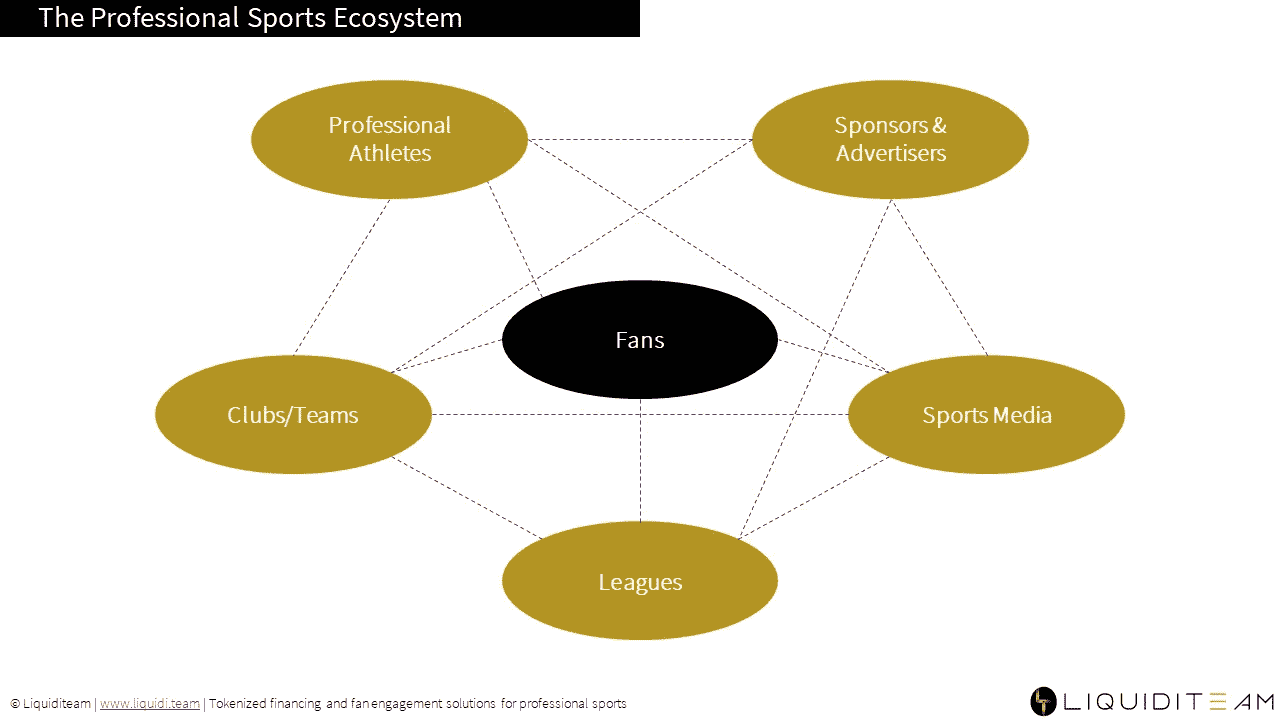 The Professional Sports Ecosystem
Professional
Athletes
Sponsors &
Advertisers
Fans
Clubs/Teams
Sports Media
Leagues
© Liquiditeam | www.liquidi.team | Tokenized financing and fan engagement solutions for professional sports
LIQUIDITEAM